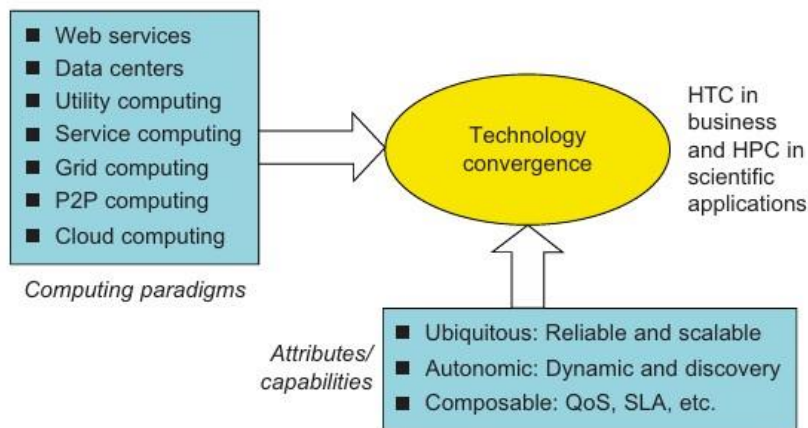 Web services
Data centers
Utility computing
Service computing
Grid computing
P2P computing
Cloud computing
Computing paradigms
Technology
convergence
HTC in
business
and HPC in
scientific
applications
Attributes/
capabilities
Ubiquitous: Reliable and scalable
Autonomic: Dynamic and discovery
Composable: QoS, SLA, etc.